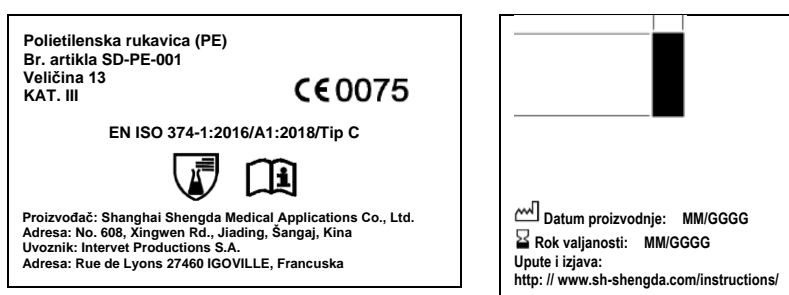 Polietilenska rukavica (PE)
Br. artikla SD-PE-001
Veličina 13
KAT. III
CE 0075
EN ISO 374-1:2016/A1:2018/Tip C
Proizvođač: Shanghai Shengda Medical Applications Co., Ltd.
Adresa: No. 608, Xingwen Rd., Jiading, Šangaj, Kina
Uvoznik: Intervet Productions S.A.
Adresa: Rue de Lyons 27460 IGOVILLE, Francuska
Datum proizvodnje: MM/GGGG
Rok valjanosti: MM/GGGG
Upute i izjava:
http: // www.sh-shengda.com/instructions/